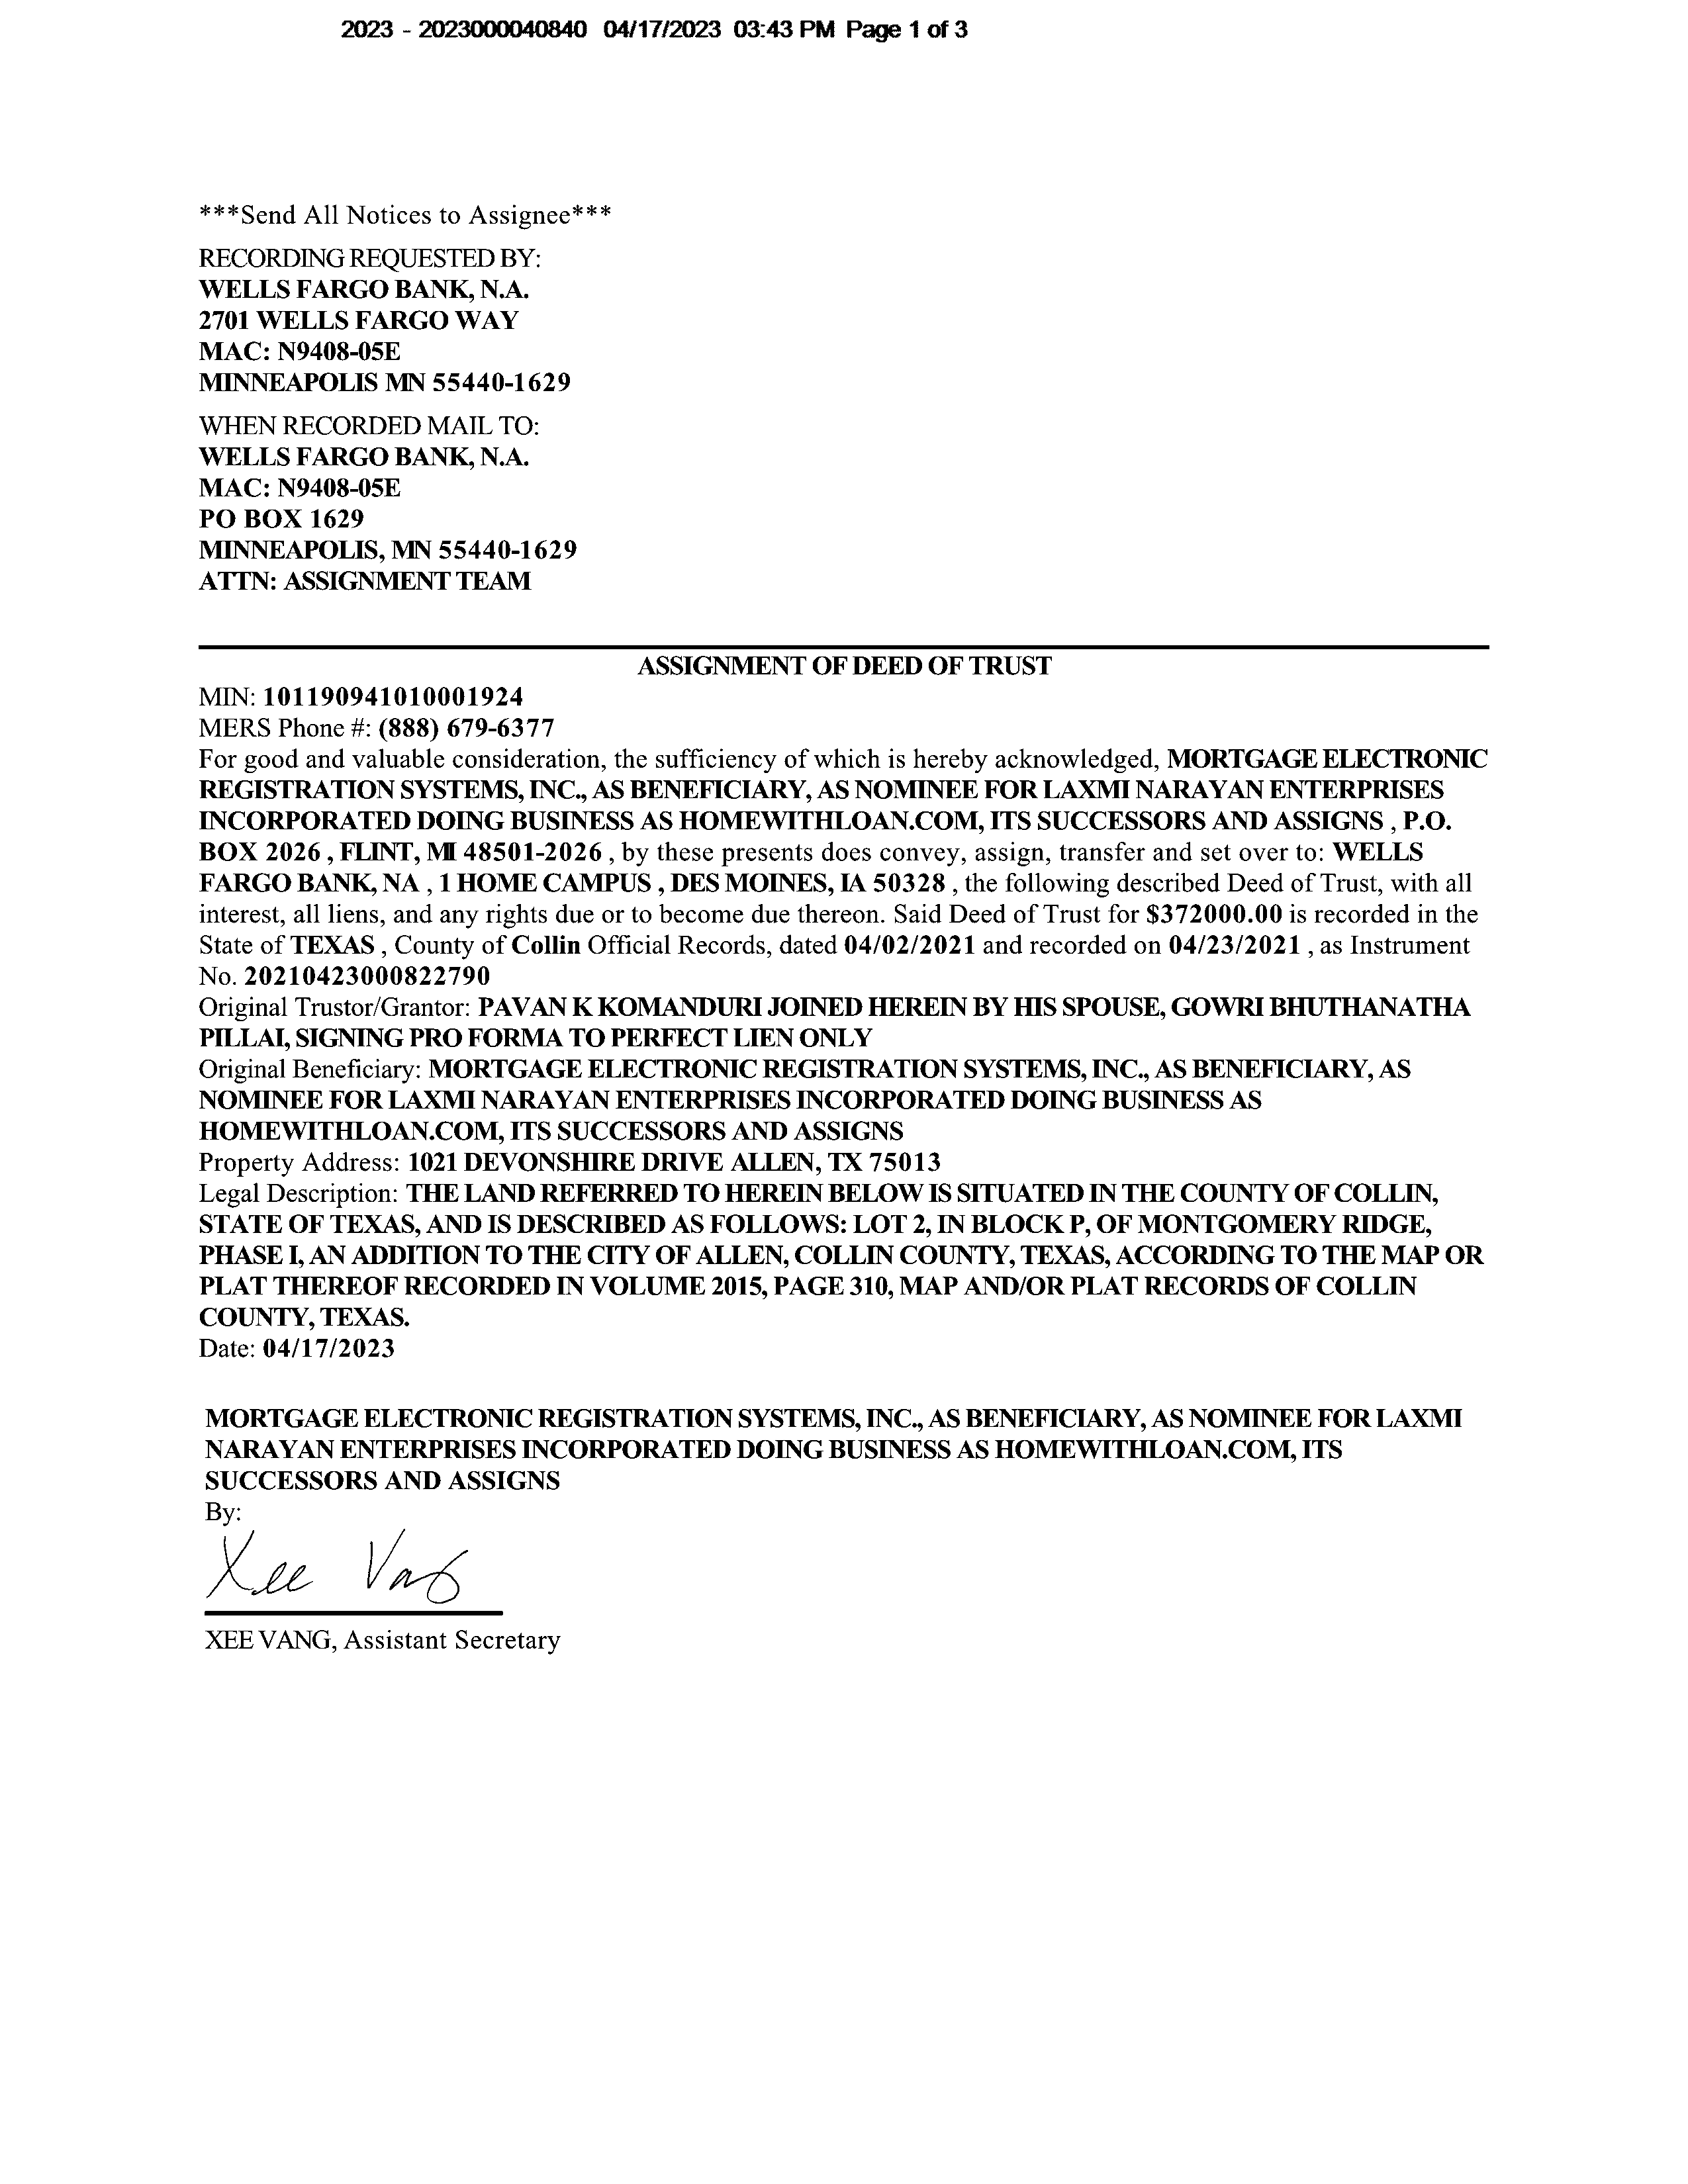 2023 - 2023000040840 04/17/2023 03:43 PM Page 1 of 3
***Send All Notices to Assignee***
RECORDING REQUESTED BY:
WELLS FARGO BANK, N.A.
2701 WELLS FARGO WAY
MAC: N9408-05E
MINNEAPOLIS MN 55440-1629
WHEN RECORDED MAIL TO:
WELLS FARGO BANK, N.A.
MAC: N9408-05E
PO BOX 1629
MINNEAPOLIS, MN 55440-1629
ATTN: ASSIGNMENT TEAM
ASSIGNMENT OF DEED OF TRUST
MIN: 101190941010001924
MERS Phone #: (888) 679-6377
For good and valuable consideration, the sufficiency of which is hereby acknowledged, MORTGAGE ELECTRONIC
REGISTRATION SYSTEMS, INC., AS BENEFICIARY, AS NOMINEE FOR LAXMI NARAYAN ENTERPRISES
INCORPORATED DOING BUSINESS AS HOMEWITHLOAN.COM, ITS SUCCESSORS AND ASSIGNS , P.O.
BOX 2026 , FLINT, MI 48501-2026 , by these presents does convey, assign, transfer and set over to: WELLS
FARGO BANK, NA , 1 HOME CAMPUS , DES MOINES, IA 50328 , the following described Deed of Trust, with all
interest, all liens, and any rights due or to become due thereon. Said Deed of Trust for $372000.00 is recorded in the
State of TEXAS , County of Collin Official Records, dated 04/02/2021 and recorded on 04/23/2021 , as Instrument
No. 20210423000822790
Original Trustor/Grantor: PAVAN K KOMANDURI JOINED HEREIN BY HIS SPOUSE, GOWRI BHUTHANATHA
PILLAI, SIGNING PRO FORMA TO PERFECT LIEN ONLY
Original Beneficiary: MORTGAGE ELECTRONIC REGISTRATION SYSTEMS, INC., AS BENEFICIARY, AS
NOMINEE FOR LAXMI NARAYAN ENTERPRISES INCORPORATED DOING BUSINESS AS
HOMEWITHLOAN.COM, ITS SUCCESSORS AND ASSIGNS
Property Address: 1021 DEVONSHIRE DRIVE ALLEN, TX 75013
Legal Description: THE LAND REFERRED TO HEREIN BELOW IS SITUATED IN THE COUNTY OF COLLIN,
STATE OF TEXAS, AND IS DESCRIBED AS FOLLOWS: LOT 2, IN BLOCK P, OF MONTGOMERY RIDGE,
PHASE I, AN ADDITION TO THE CITY OF ALLEN, COLLIN COUNTY, TEXAS, ACCORDING TO THE MAP OR
PLAT THEREOF RECORDED IN VOLUME 2015, PAGE 310, MAP AND/OR PLAT RECORDS OF COLLIN
COUNTY, TEXAS.
Date: 04/17/2023
MORTGAGE ELECTRONIC REGISTRATION SYSTEMS, INC., AS BENEFICIARY, AS NOMINEE FOR LAXMI
NARAYAN ENTERPRISES INCORPORATED DOING BUSINESS AS HOMEWITHLOAN.COM, ITS
SUCCESSORS AND ASSIGNS
By:
Xee Vang
XEE VANG, Assistant Secretary